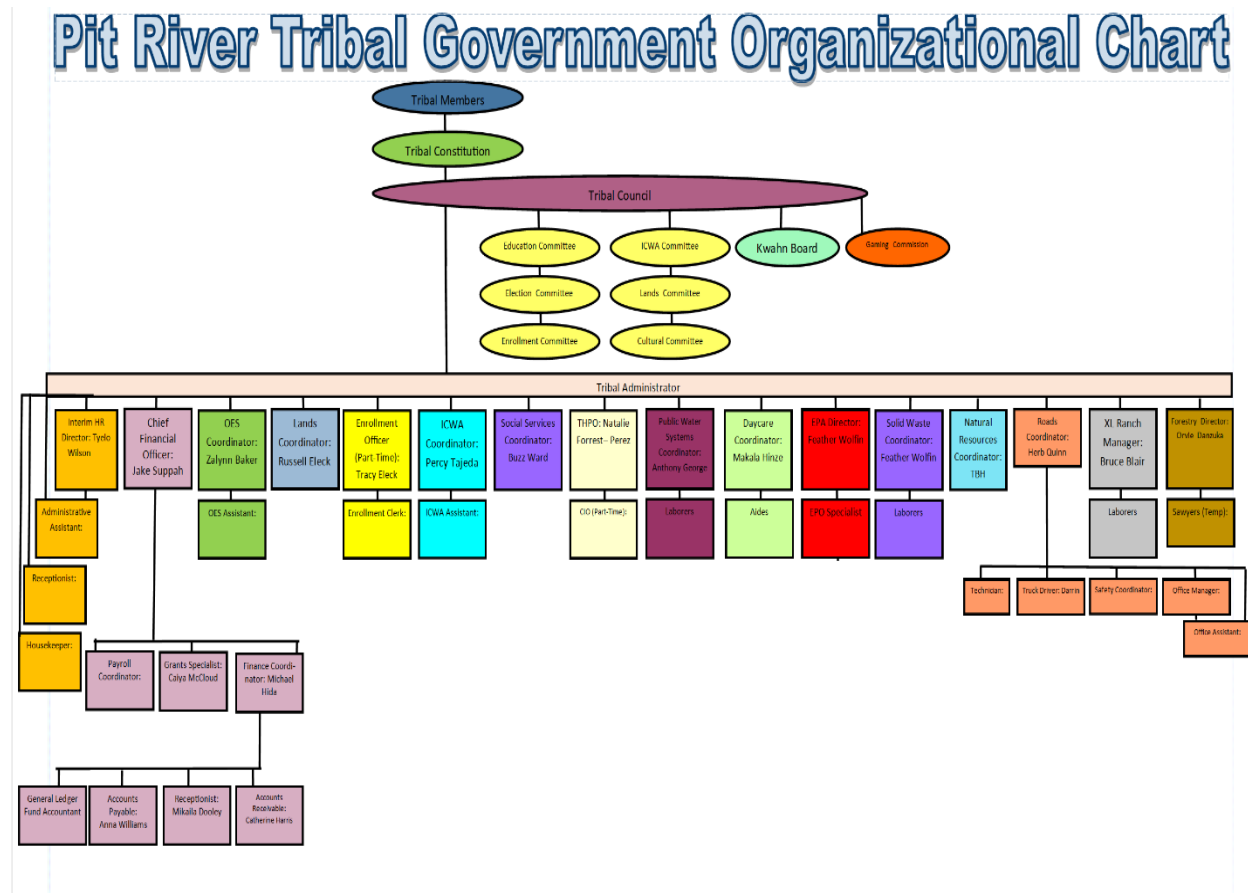 Pit River Tribal Government Organizational Chart
Tribal Members
Tribal Constitution
Tribal Council
Education Committee
ICWA Committee
Kwahn Board
Gaming Commission
Election Committee
Lands Committee
Enrollment Committee
Cultural Committee
Tribal Administrator
Interim HR
Director: Tyelo
Wilson
Chief
Financial
Officer:
Jake Suppah
OES
Coordinator:
Zalynn Baker
Lands
Coordinator:
Russell Eleck
Enrollment
Officer
(Part-Time):
Tracy Eleck
ICWA
Coordinator:
Percy Tajeda
Social Services
Coordinator:
Buzz Ward
THPO: Natalie
Forrest– Perez
Public Water
Systems
Coordinator:
Anthony George
Daycare
Coordinator:
Makala Hinze
EPA Director:
Feather Wolfin
Solid Waste
Coordinator:
Feather Wolfin
Natural
Resources
Coordinator:
TBH
Roads
Coordinator:
Herb Quinn
XL Ranch
Manager:
Bruce Blair
Forestry Director:
Orvie Danzuka
Administrative
Assistant:
OES Assistant:
Enrollment Clerk:
ICWA Assistant:
CIO (Part-Time):
Laborers
Aides
EPO Specialist
Laborers
Laborers
Sawyers (Temp):
Receptionist:
Technician:
Truck Driver: Darrin
Safety Coordinator:
Office Manager:
Office Assistant:
Housekeeper:
Payroll
Coordinator:
Grants Specialist:
Caiya McCloud
Finance Coordi-
nator: Michael
Hida
General Ledger
Fund Accountant
Accounts
Payable:
Anna Williams
Receptionist:
Mikaila Dooley
Accounts
Receivable:
Catherine Harris